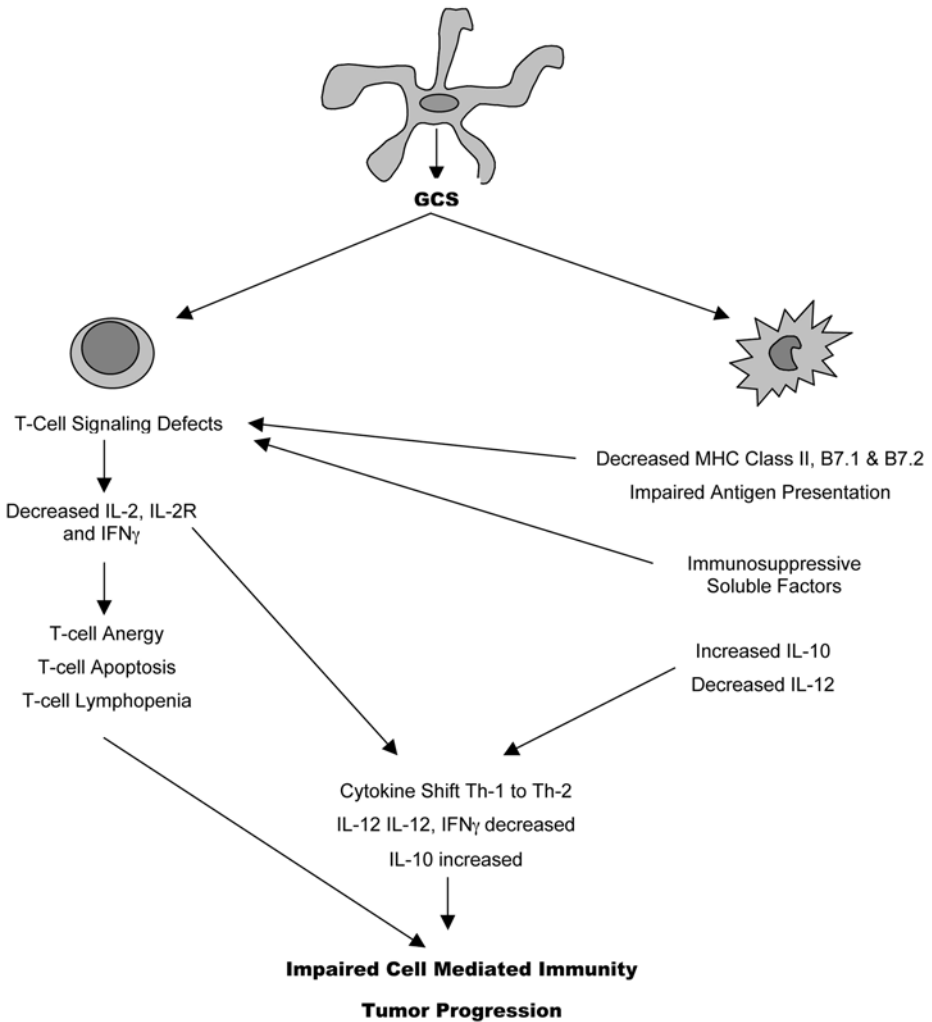 GCS
T-Cell Signaling Defects
Decreased IL-2, IL-2R
and IFNγ
T-cell Anergy
T-cell Apoptosis
T-cell Lymphopenia
Decreased MHC Class II, B7.1 & B7.2
Impaired Antigen Presentation
Immunosuppressive
Soluble Factors
Increased IL-10
Decreased IL-12
Cytokine Shift Th-1 to Th-2
IL-12 IL-12, IFNγ decreased
IL-10 increased
Impaired Cell Mediated Immunity
Tumor Progression